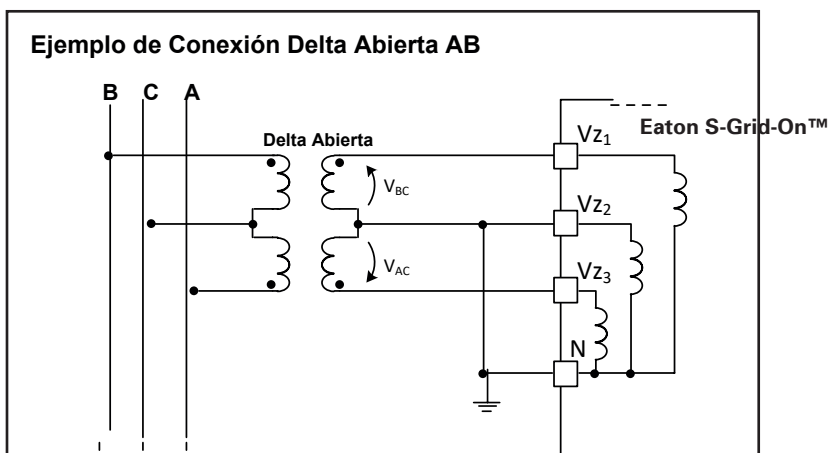 Ejemplo de Conexión Delta Abierta AB
B C A
Eaton S-Grid-On™
Delta Abierta
Vz1
VBC
Vz2
VAC
Vz3
N